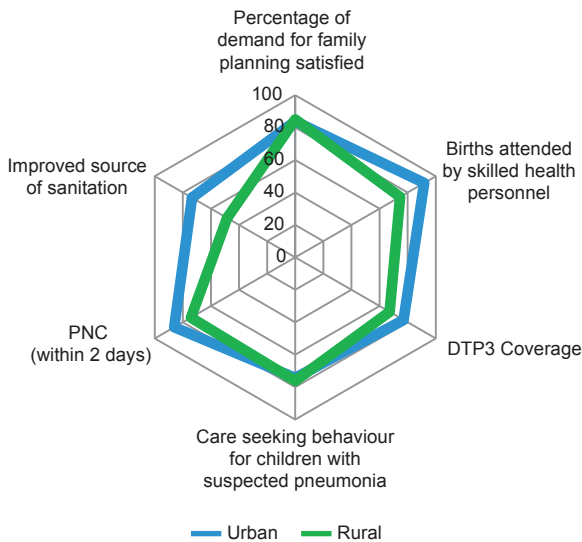 Percentage of
demand for family
planning satisfied
100
80
60
40
20
0
Births attended
by skilled health
personnel
DTP3 Coverage
Care seeking behaviour
for children with
suspected pneumonia
PNC
(within 2 days)
Improved source
of sanitation
Urban
Rural